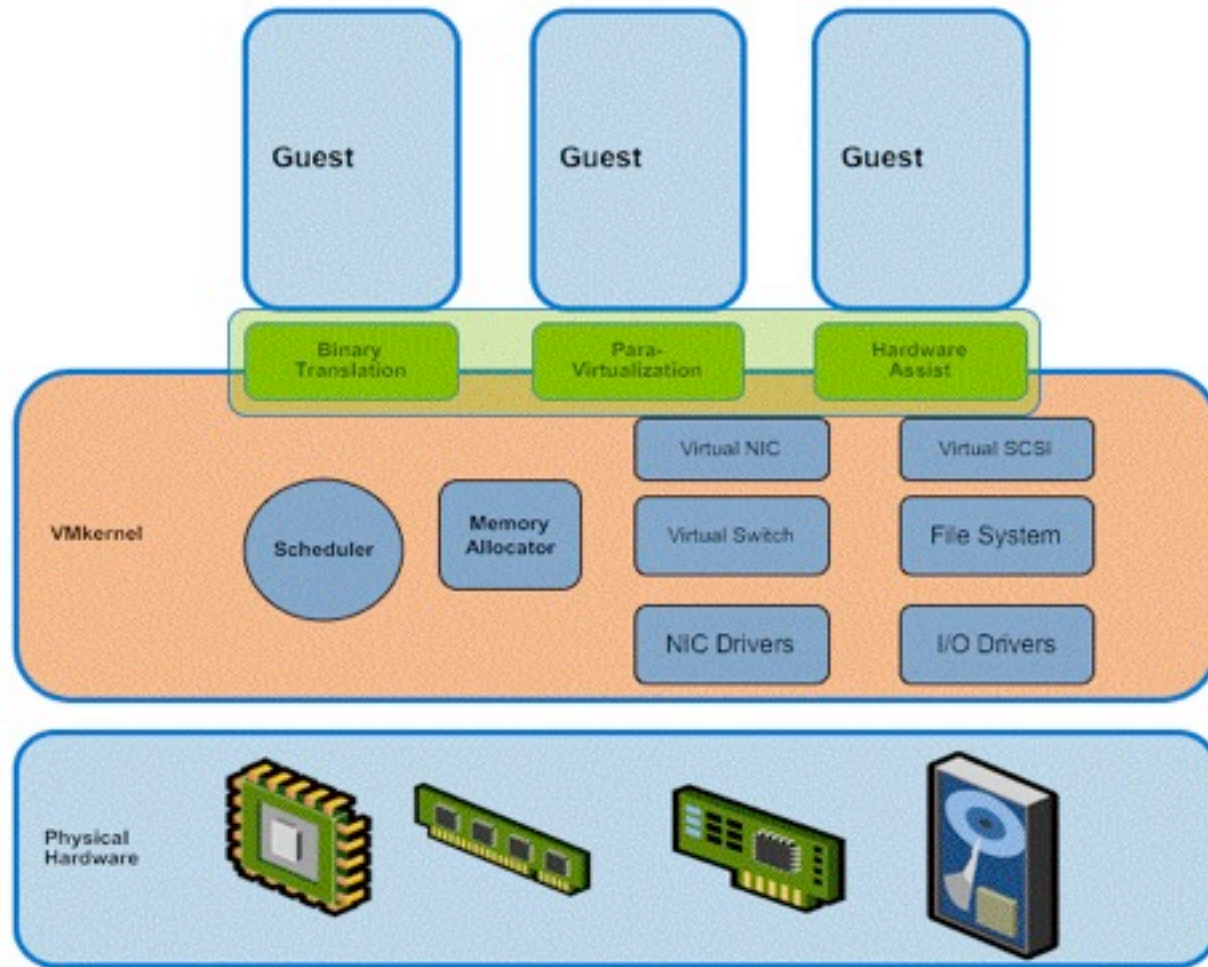 Guest
Guest
Guest
Binary
Translation
Para-
Virtualization
Hardware
Assist
VMkernel
Scheduler
Memory
Allocator
Virtual NIC
Virtual SCSI
Virtual Switch
File System
NIC Drivers
I/O Drivers
Physical
Hardware